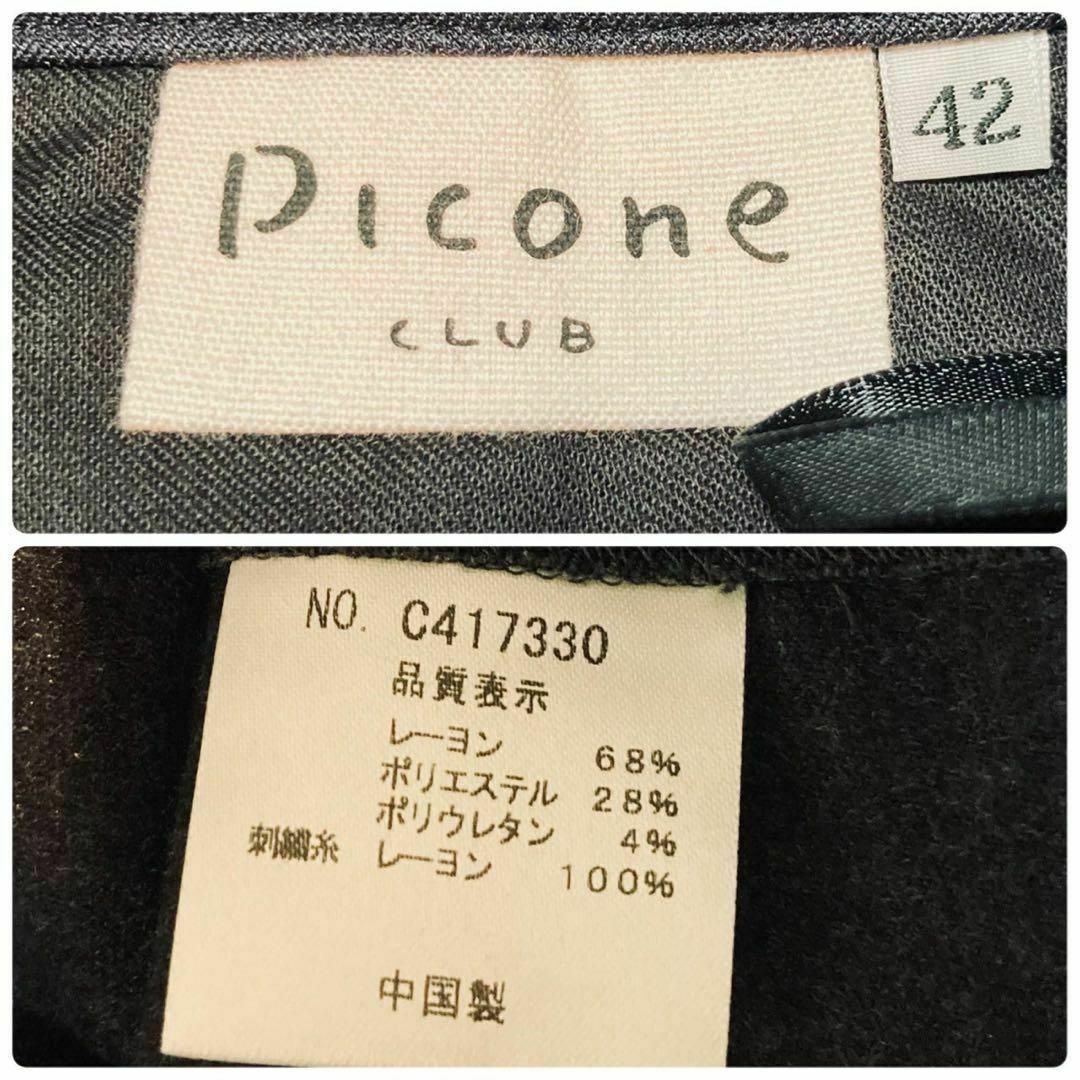 Picone
CLUB
42
NO. C417330
品質表示
レーヨン 68%
ポリエステル 28%
ポリウレタン 4%
刺繍糸 レーヨン 100%
中国製